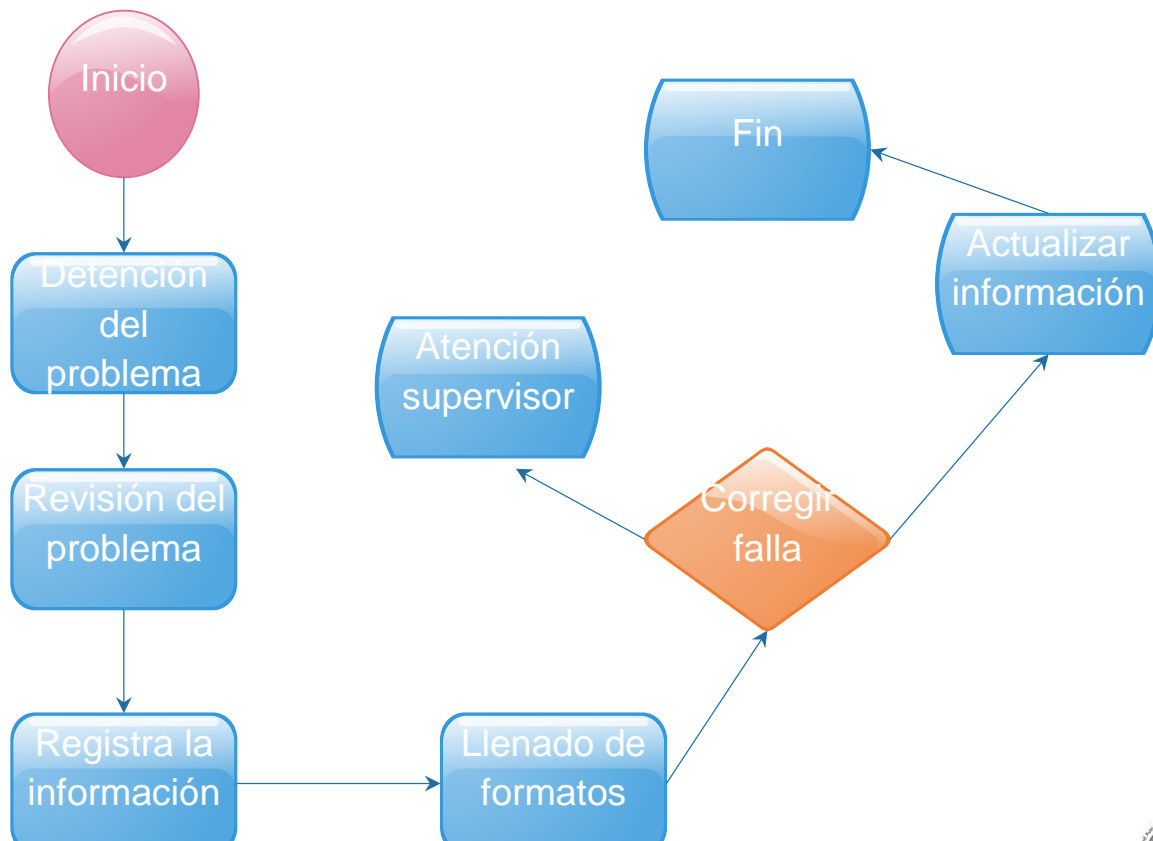 Inicio
Detención
del
problema
Revisión del
problema
Registra la
información
Llenado de
formatos
Corregir
falla
Atención
supervisor
Actualizar
información
Fin